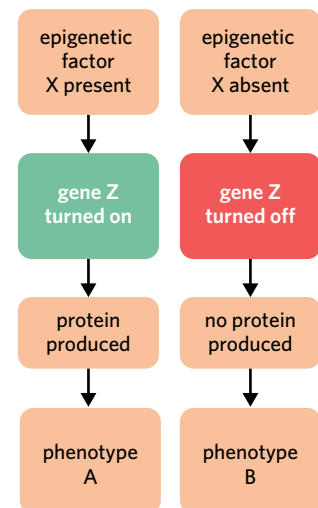 epigenetic
factor
X present
gene Z
turned on
protein
produced
phenotype
A
epigenetic
factor
X absent
gene Z
turned off
no protein
produced
phenotype
B